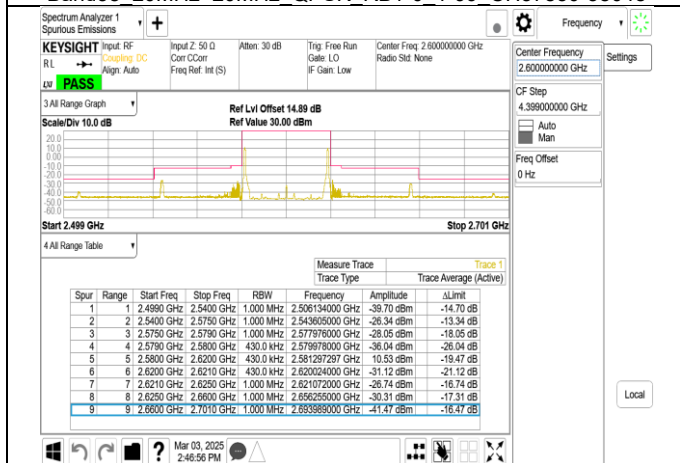 Spectrum Analyzer 1
Spurious Emissions
Frequency
KEYSIGHT
RL
PASS
Input: RF
Coupling: DC
Align: Auto
Input Z: 50 Ω
Corr CCorr
Freq Ref: Int (S)
Atten: 30 dB
Trig: Free Run
Gate: LO
IF Gain: Low
Center Freq: 2.600000000 GHz
Radio Std: None
Center Frequency
2.600000000 GHz
Settings
CF Step
4.399000000 GHz
Auto
Man
Freq Offset
0 Hz
3 All Range Graph
Scale/Div 10.0 dB
Ref Lvl Offset 14.89 dB
Ref Value 30.00 dBm
20.0
10.0
0.00
-10.0
-20.0
-30.0
-40.0
-50.0
-60.0
Start 2.499 GHz
Stop 2.701 GHz
4 All Range Table
Measure Trace Trace 1
Trace Type Trace Average (Active)
Spur Range Start Freq Stop Freq RBW Frequency Amplitude ΔLimit
1 1 2.4990 GHz 2.5400 GHz 1.000 MHz 2.506134000 GHz -39.70 dBm -14.70 dB
2 2 2.5400 GHz 2.5750 GHz 1.000 MHz 2.543605000 GHz -26.34 dBm -13.34 dB
3 3 2.5750 GHz 2.5790 GHz 1.000 MHz 2.577976000 GHz -28.05 dBm -18.05 dB
4 4 2.5790 GHz 2.5800 GHz 430.0 kHz 2.579978000 GHz -36.04 dBm -26.04 dB
5 5 2.5800 GHz 2.6200 GHz 430.0 kHz 2.581297297 GHz 10.53 dBm -19.47 dB
6 6 2.6200 GHz 2.6210 GHz 430.0 kHz 2.620024000 GHz -31.12 dBm -21.12 dB
7 7 2.6210 GHz 2.6250 GHz 1.000 MHz 2.621072000 GHz -26.74 dBm -16.74 dB
8 8 2.6250 GHz 2.6600 GHz 1.000 MHz 2.656255000 GHz -30.31 dBm -17.31 dB
9 9 2.6600 GHz 2.7010 GHz 1.000 MHz 2.693989000 GHz -41.47 dBm -16.47 dB
Local
Mar 03, 2025
2:46:56 PM